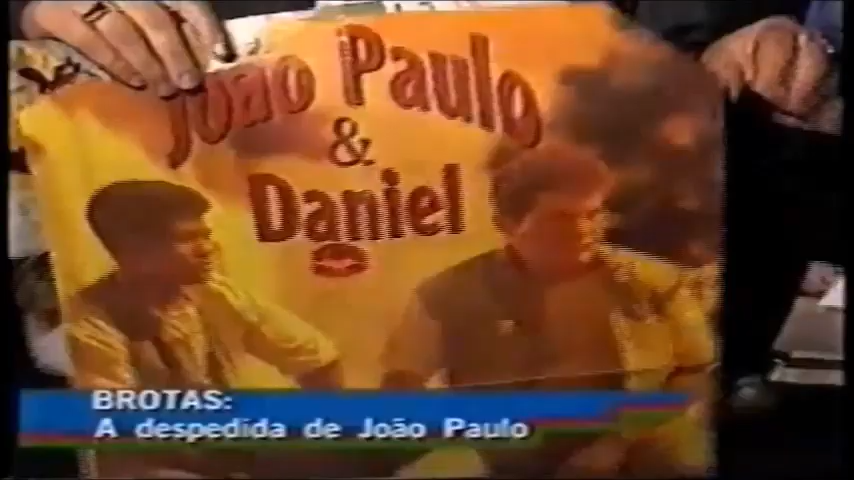 João Paulo
&
Daniel
BROTAS:
A despedida de João Paulo